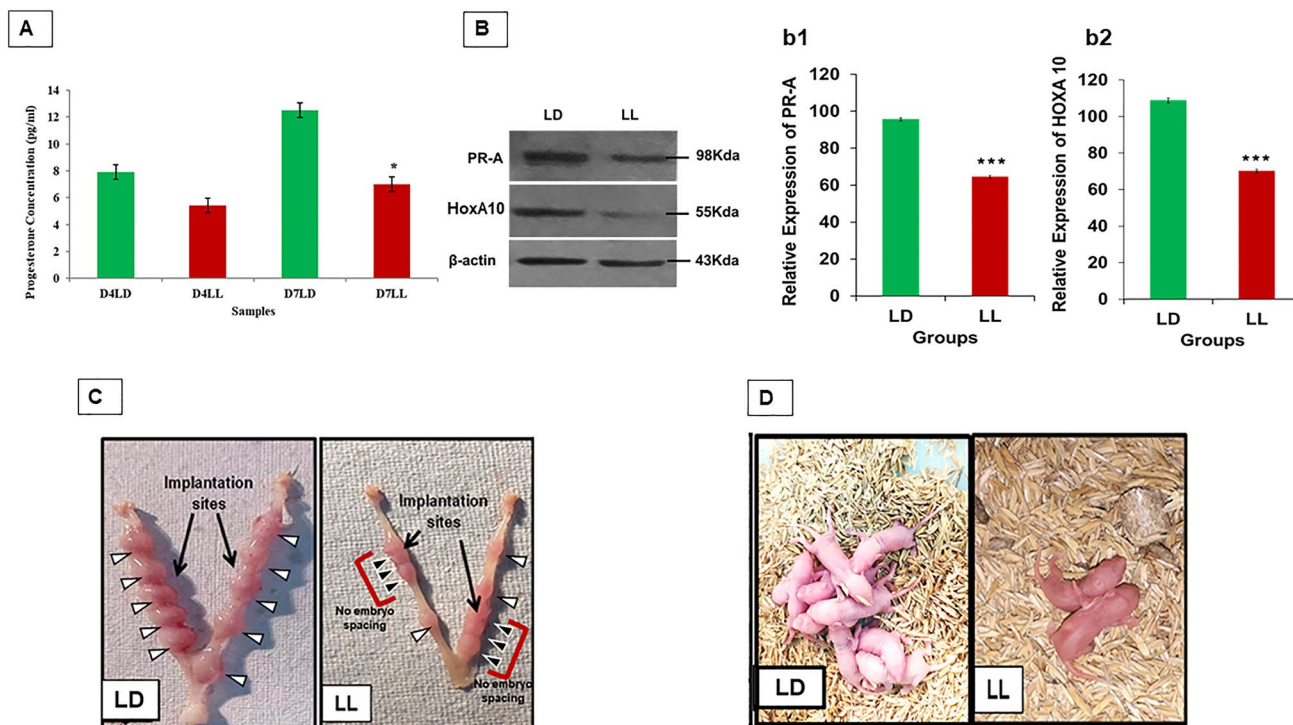 A
Progesterone Concentration (pg/ml)
14
12
10
8
6
4
2
0
*
D4LD
D4LL
D7LD
D7LL
Samples
B
LD
LL
PR-A
98Kda
HoxA10
55Kda
β-actin
43Kda
b1
Relative Expression of PR-A
120
100
80
60
40
20
0
***
LD
LL
Groups
b2
Relative Expression of HOXA 10
120
100
80
60
40
20
0
***
LD
LL
Groups
C
Implantation
sites
LD
Implantation
sites
No embryo
spacing
No embryo
spacing
LL
D
LD
LL